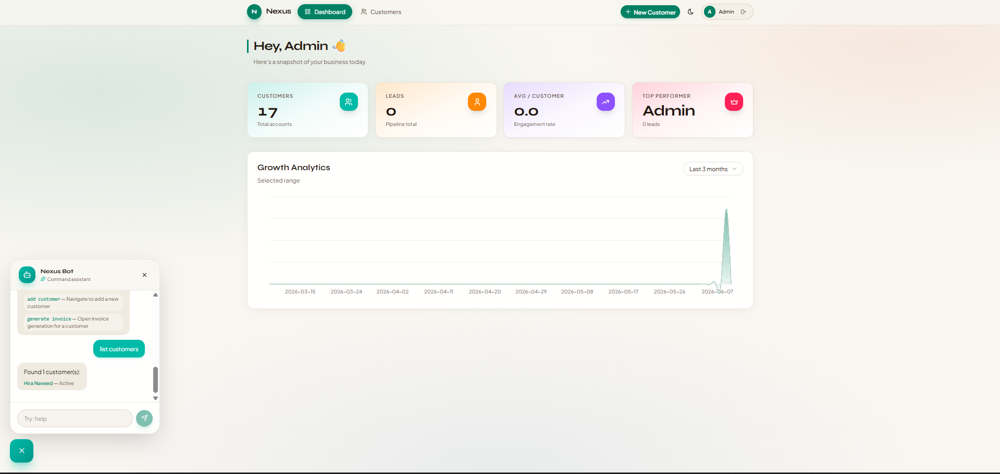 N Nexus Dashboard Customers New Customer A Admin
Hey, Admin 👋
Here's a snapshot of your business today.
CUSTOMERS
17
Total accounts
LEADS
0
Pipeline total
AVG / CUSTOMER
0.0
Engagement rate
TOP PERFORMER
Admin
0 leads
Growth Analytics
Selected range
Last 3 months
2026-03-15 2026-03-24 2026-04-02 2026-04-11 2026-04-20 2026-04-29 2026-05-08 2026-05-17 2026-05-26 2026-06-07
Nexus Bot
Command assistant
add customer — Navigate to add a new
customer
generate invoice — Open invoice
generation for a customer
list customers
Found 1 customer(s):
Hira Naveed — Active
Try: help